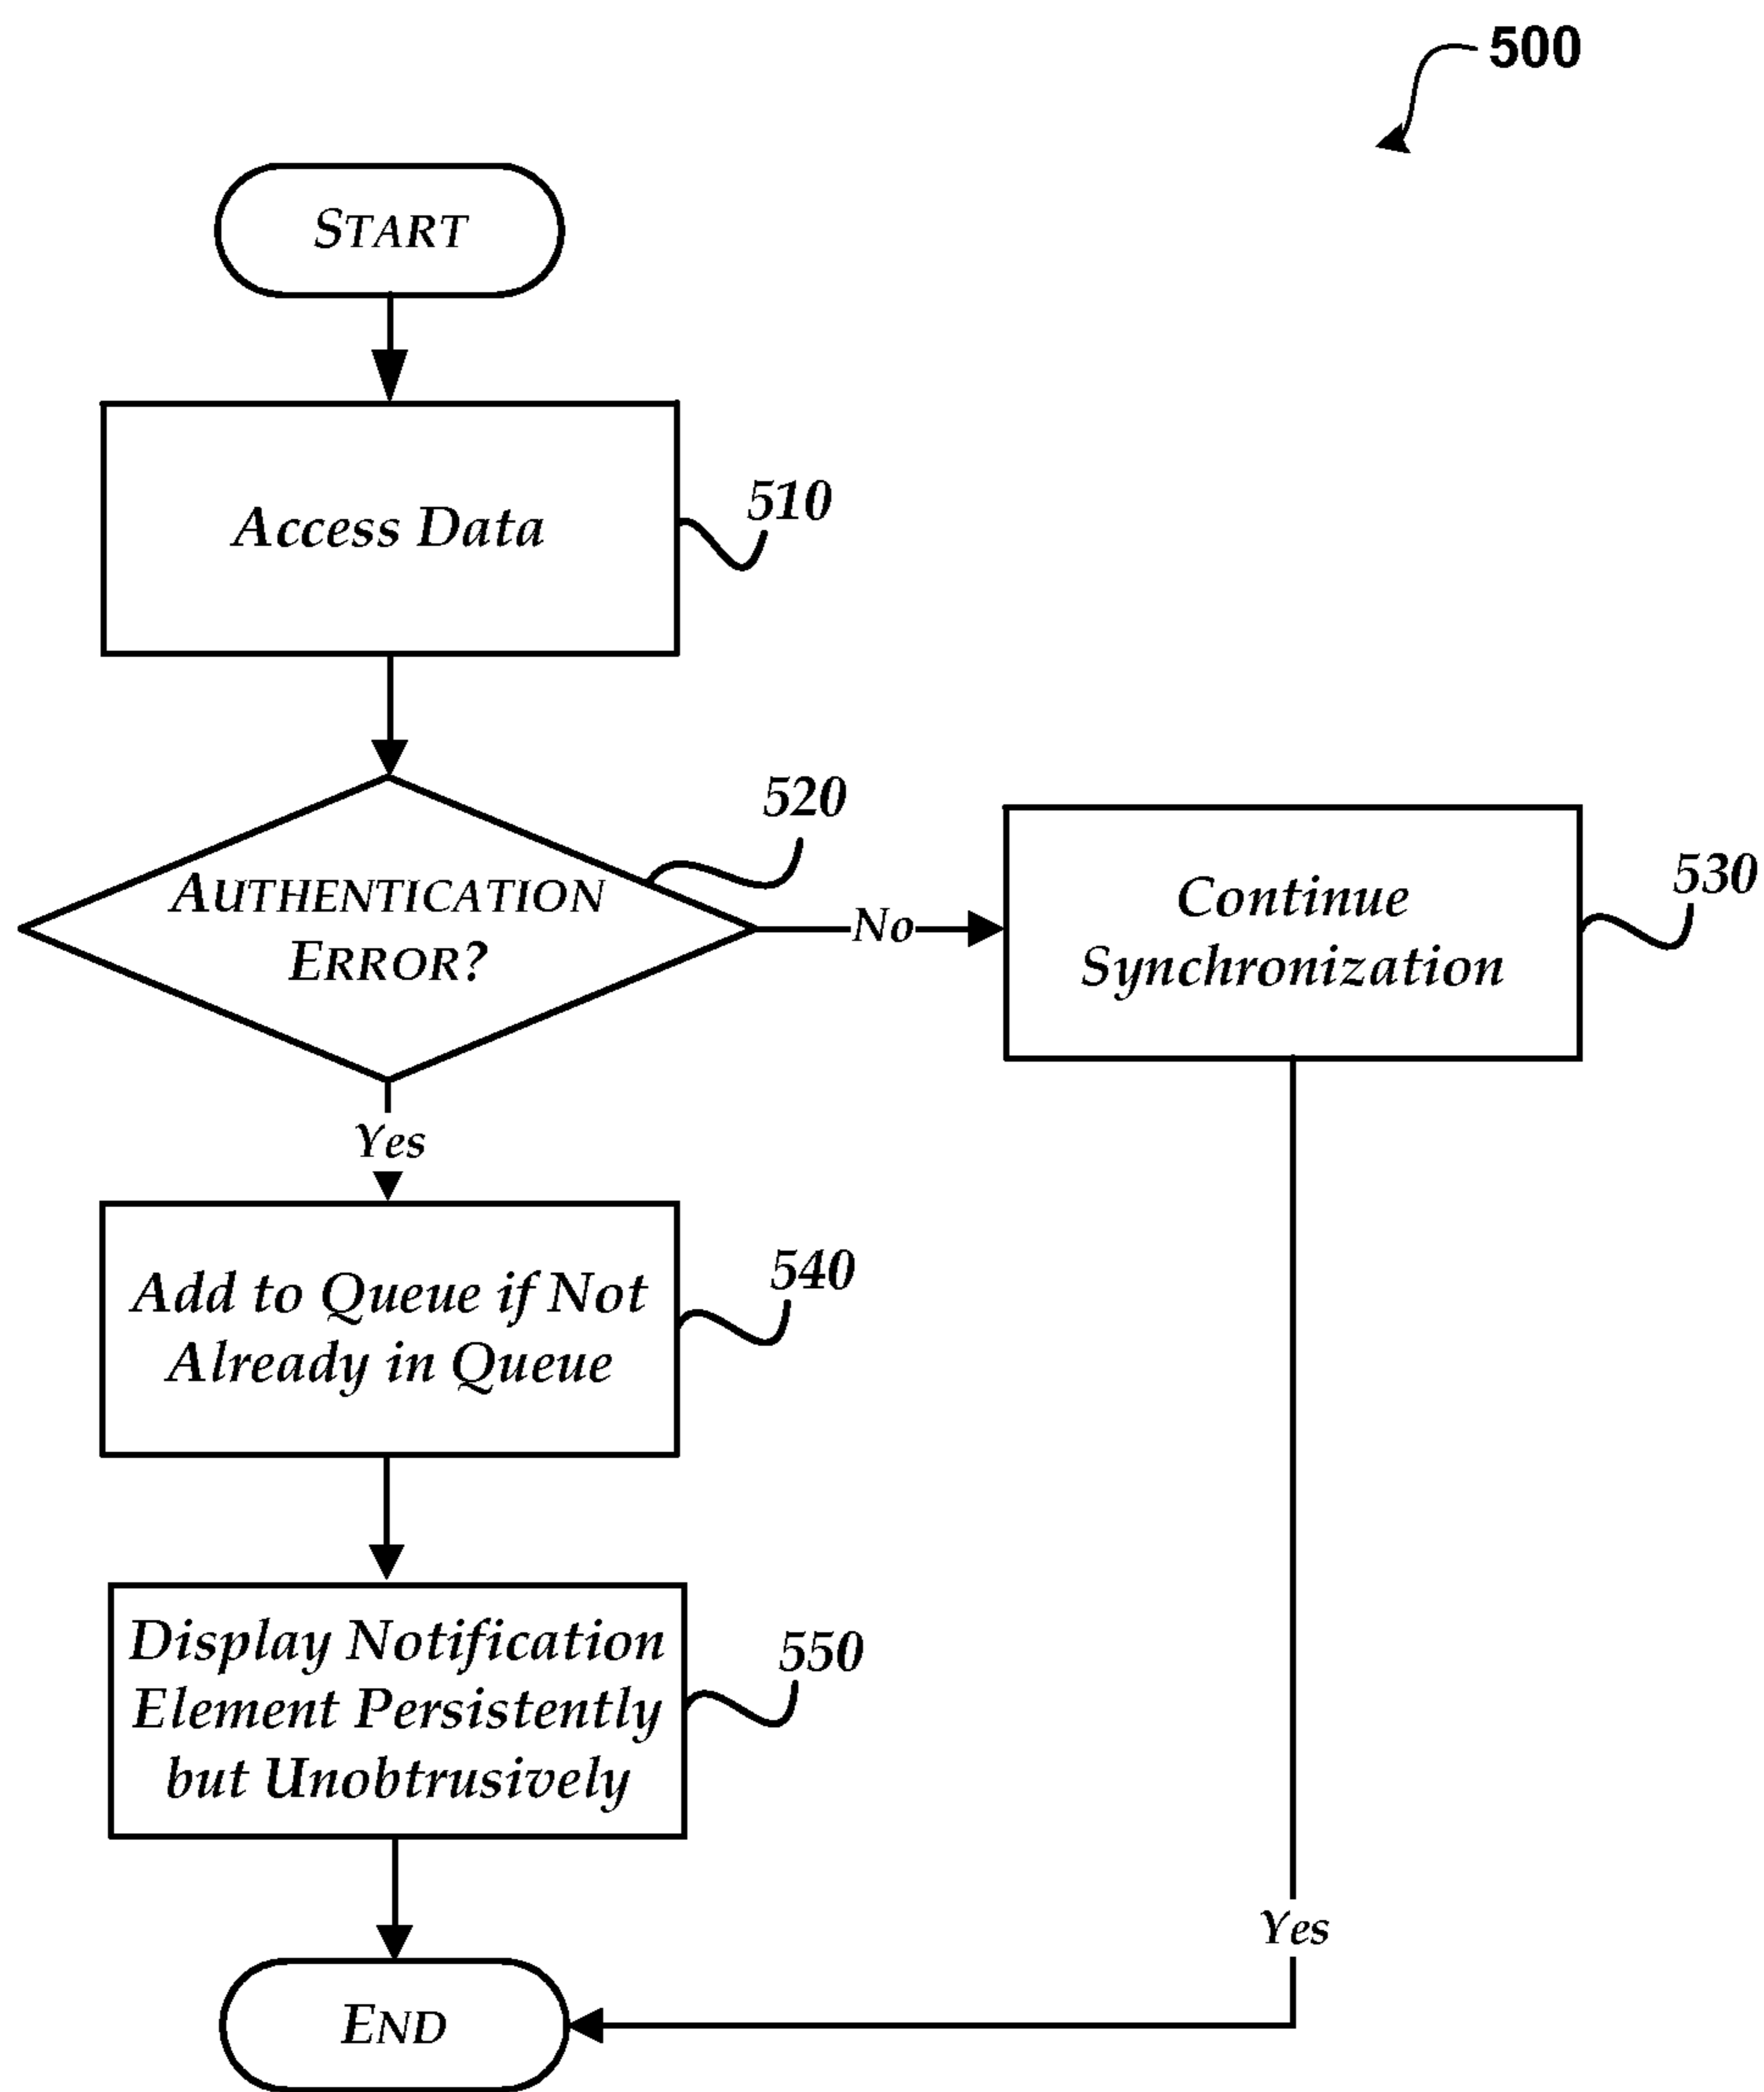 500
START
Access Data
510
AUTHENTICATION
ERROR?
520
No
Continue
Synchronization
530
Yes
Add to Queue if Not
Already in Queue
540
Display Notification
Element Persistently
but Unobtrusively
550
Yes
END